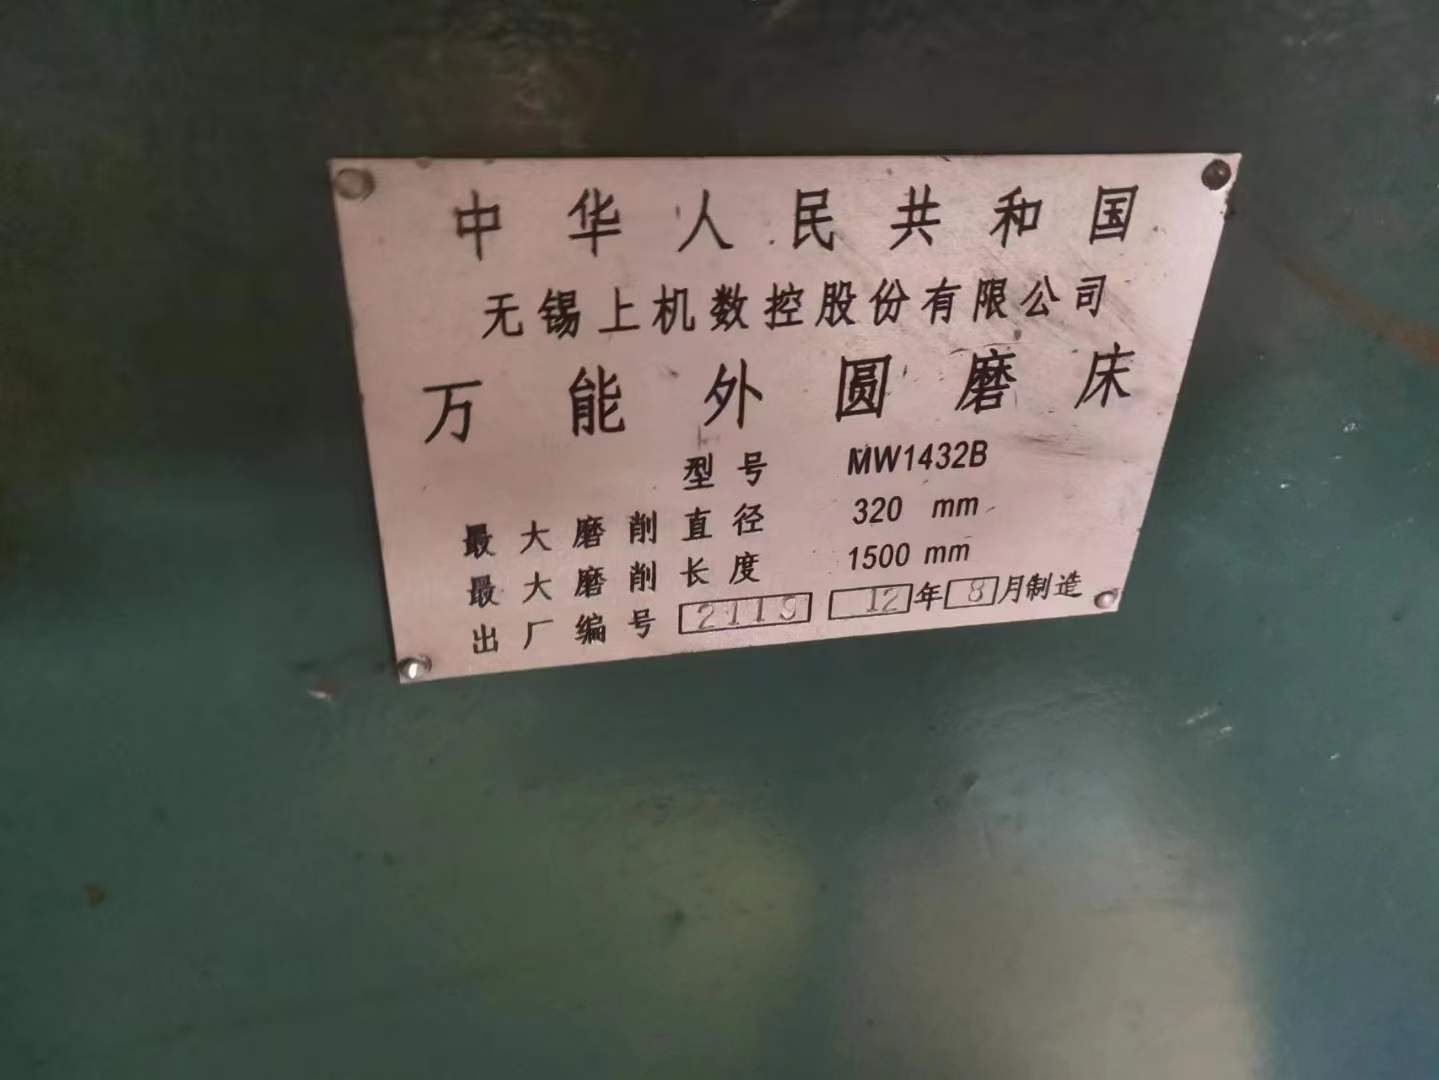 中华人民共和国
无锡上机数控股份有限公司
万能外圆磨床
型号 MW1432B
最大磨削直径 320 mm
最大磨削长度 1500 mm
出厂编号 2119 12年8月制造